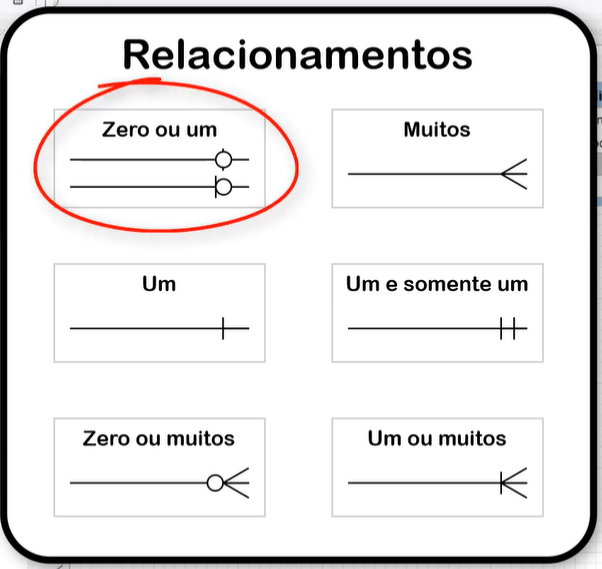 Relacionamentos
Zero ou um
Muitos
Um
Um e somente um
Zero ou muitos
Um ou muitos